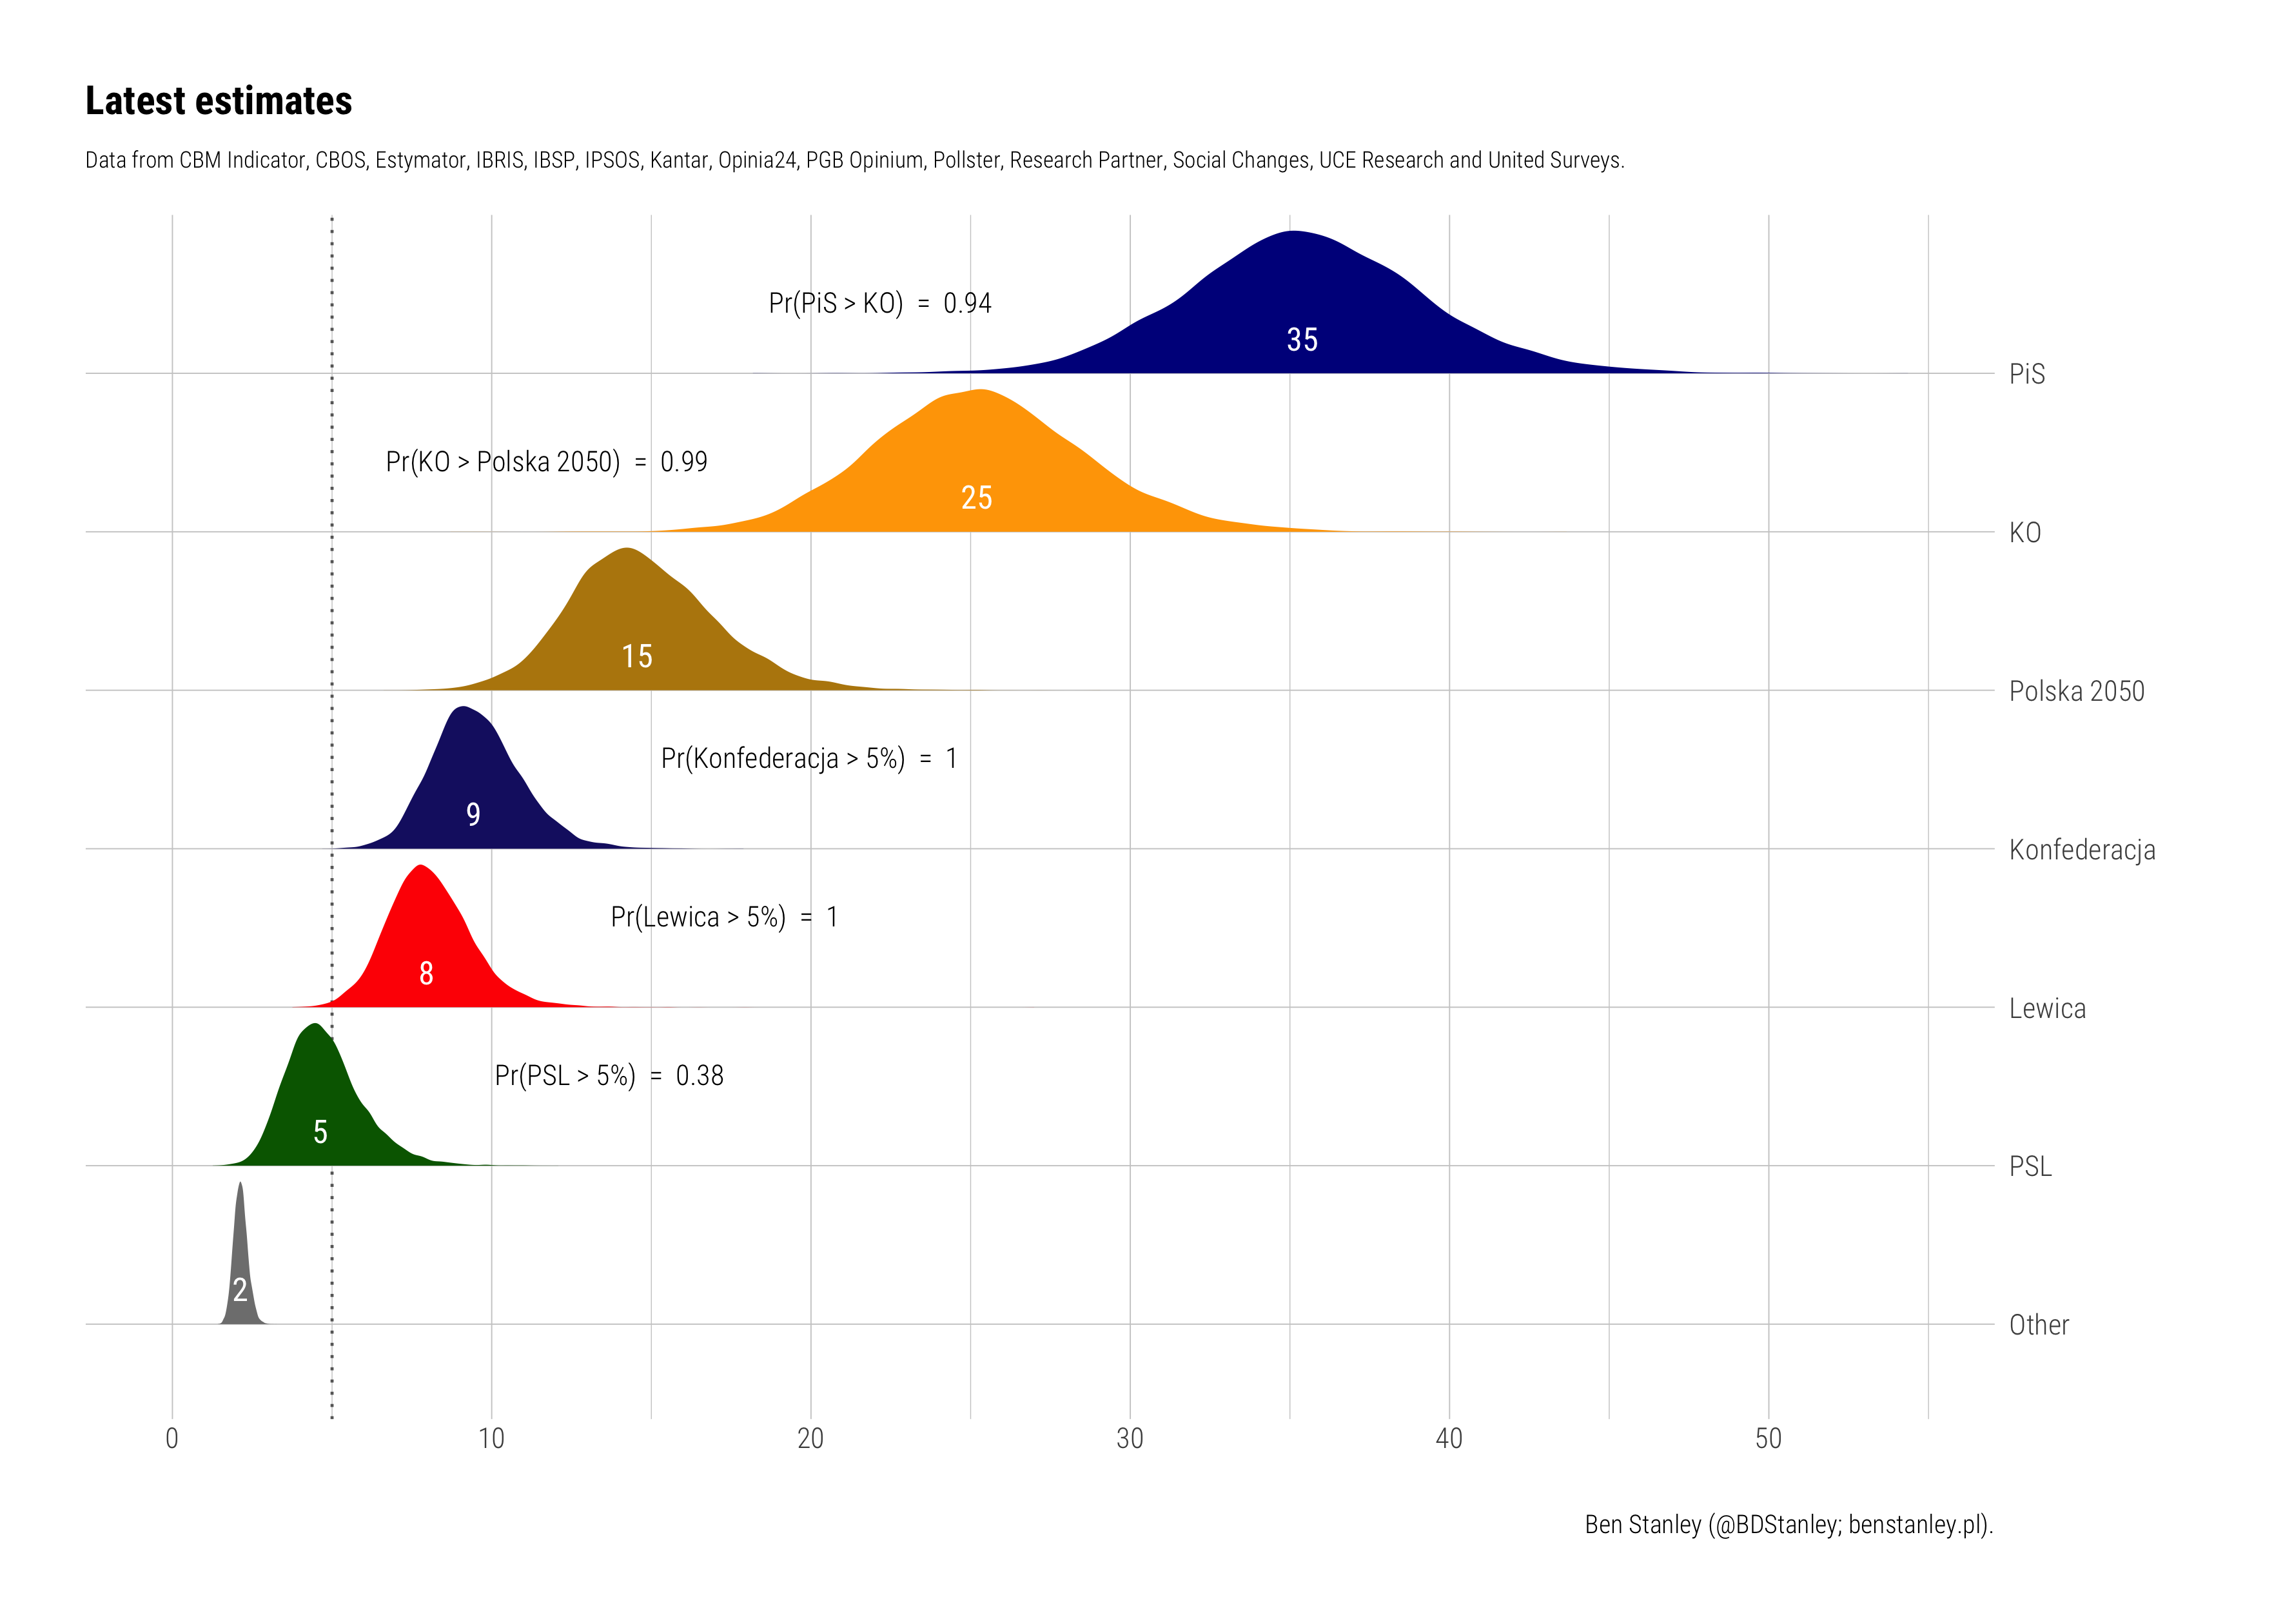 Latest estimates
Data from CBM Indicator, CBOS, Estymator, IBRIS, IBSP, IPSOS, Kantar, Opinia24, PGB Opinium, Pollster, Research Partner, Social Changes, UCE Research and United Surveys.
Pr(PiS > KO) = 0.94
35
PiS
Pr(KO > Polska 2050) = 0.99
25
KO
15
Polska 2050
Pr(Konfederacja > 5%) = 1
9
Konfederacja
Pr(Lewica > 5%) = 1
8
Lewica
Pr(PSL > 5%) = 0.38
5
PSL
2
Other
0 10 20 30 40 50
Ben Stanley (@BDStanley; benstanley.pl).